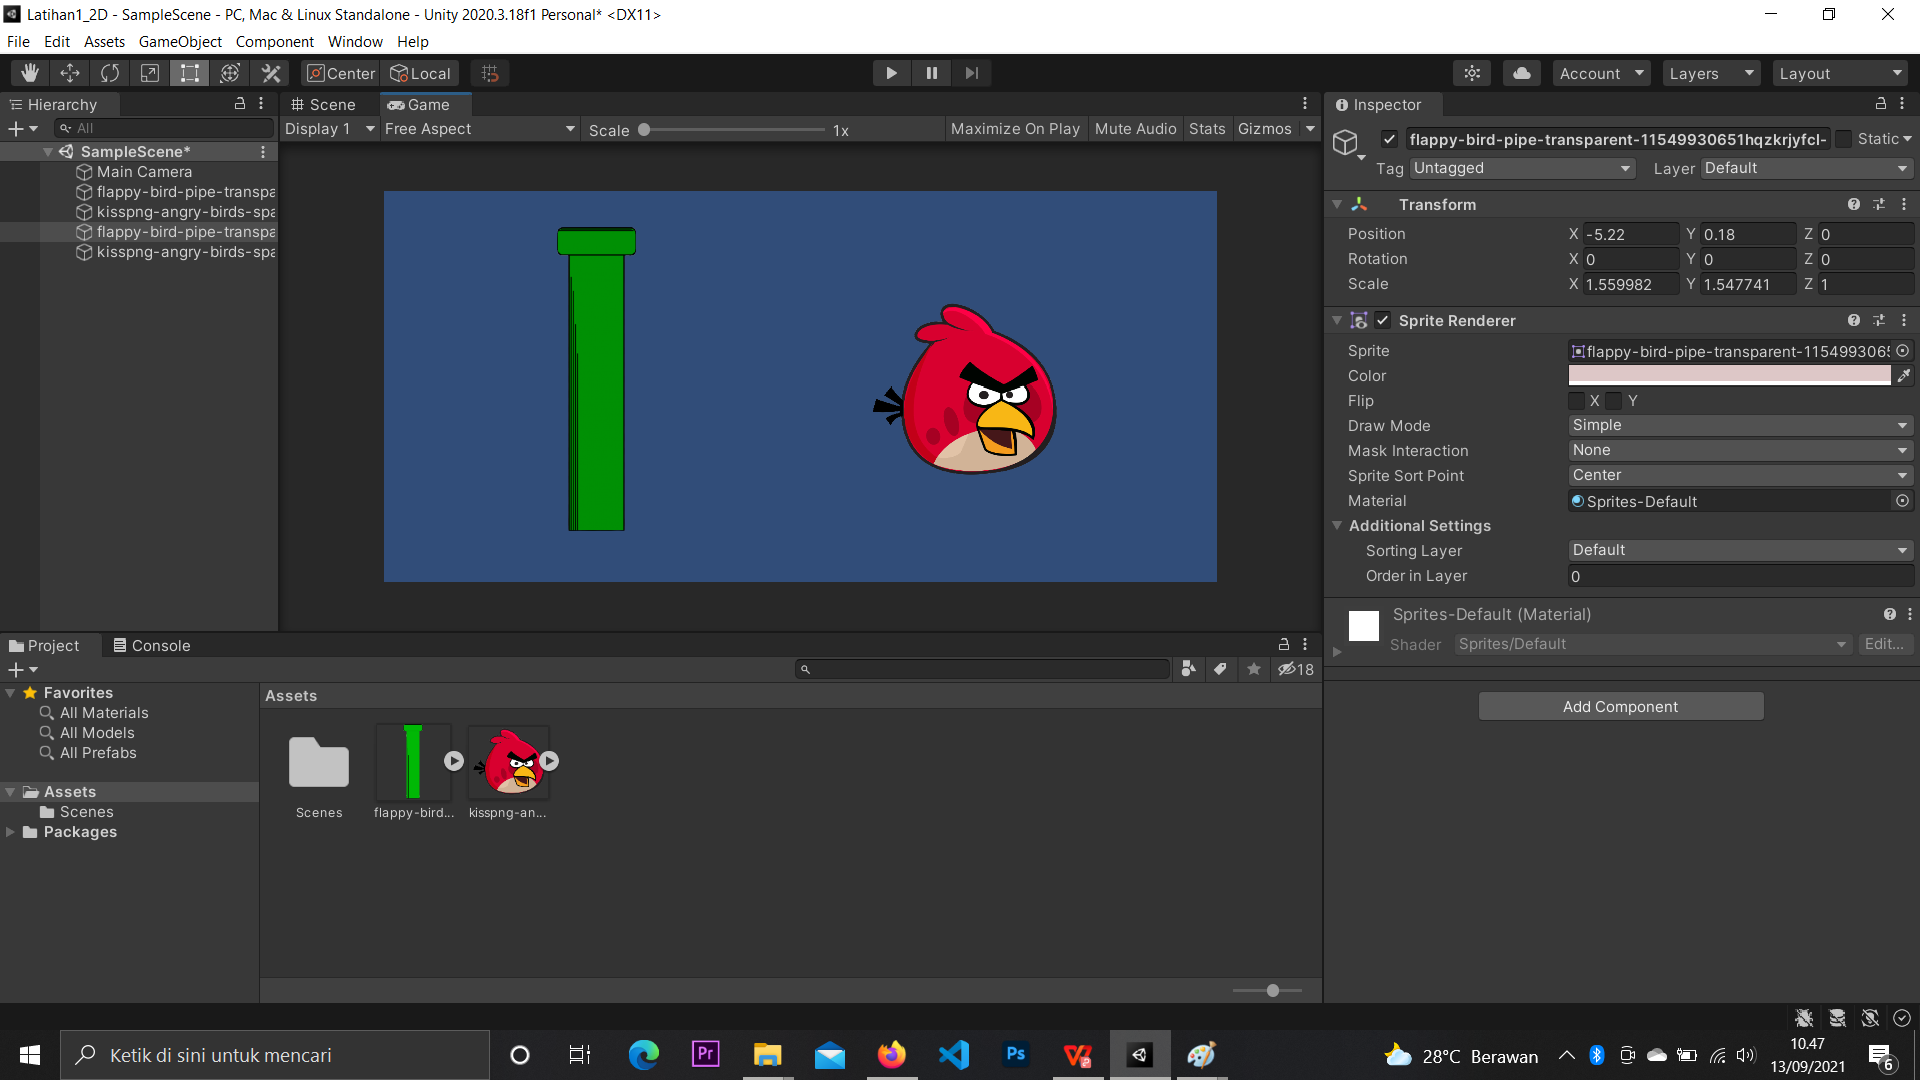 Latihan1_2D - SampleScene - PC, Mac & Linux Standalone - Unity 2020.3.18f1 Personal* <DX11>
File Edit Assets GameObject Component Window Help
Center Local Account Layers Layout
Hierarchy
All
SampleScene*
Main Camera
flappy-bird-pipe-transpa
kisspng-angry-birds-spa
flappy-bird-pipe-transpa
kisspng-angry-birds-spa
Scene Game
Display 1 Free Aspect Scale 1x Maximize On Play Mute Audio Stats Gizmos
Inspector
flappy-bird-pipe-transparent-11549930651hqzkrjyfcl- Static
Tag Untagged Layer Default
Transform
Position X -5.22 Y 0.18 Z 0
Rotation X 0 Y 0 Z 0
Scale X 1.559982 Y 1.547741 Z 1
Sprite Renderer
Sprite flappy-bird-pipe-transparent-1154993065
Color
Flip X Y
Draw Mode Simple
Mask Interaction None
Sprite Sort Point Center
Material Sprites-Default
Additional Settings
Sorting Layer Default
Order in Layer 0
Sprites-Default (Material)
Shader Sprites/Default Edit...
Add Component
Project Console
18
Favorites
All Materials
All Models
All Prefabs
Assets
Scenes
Packages
Assets
Scenes flappy-bird... kisspng-an...
Ketik di sini untuk mencari
Pr
Ps
28°C Berawan
10.47
13/09/2021
6